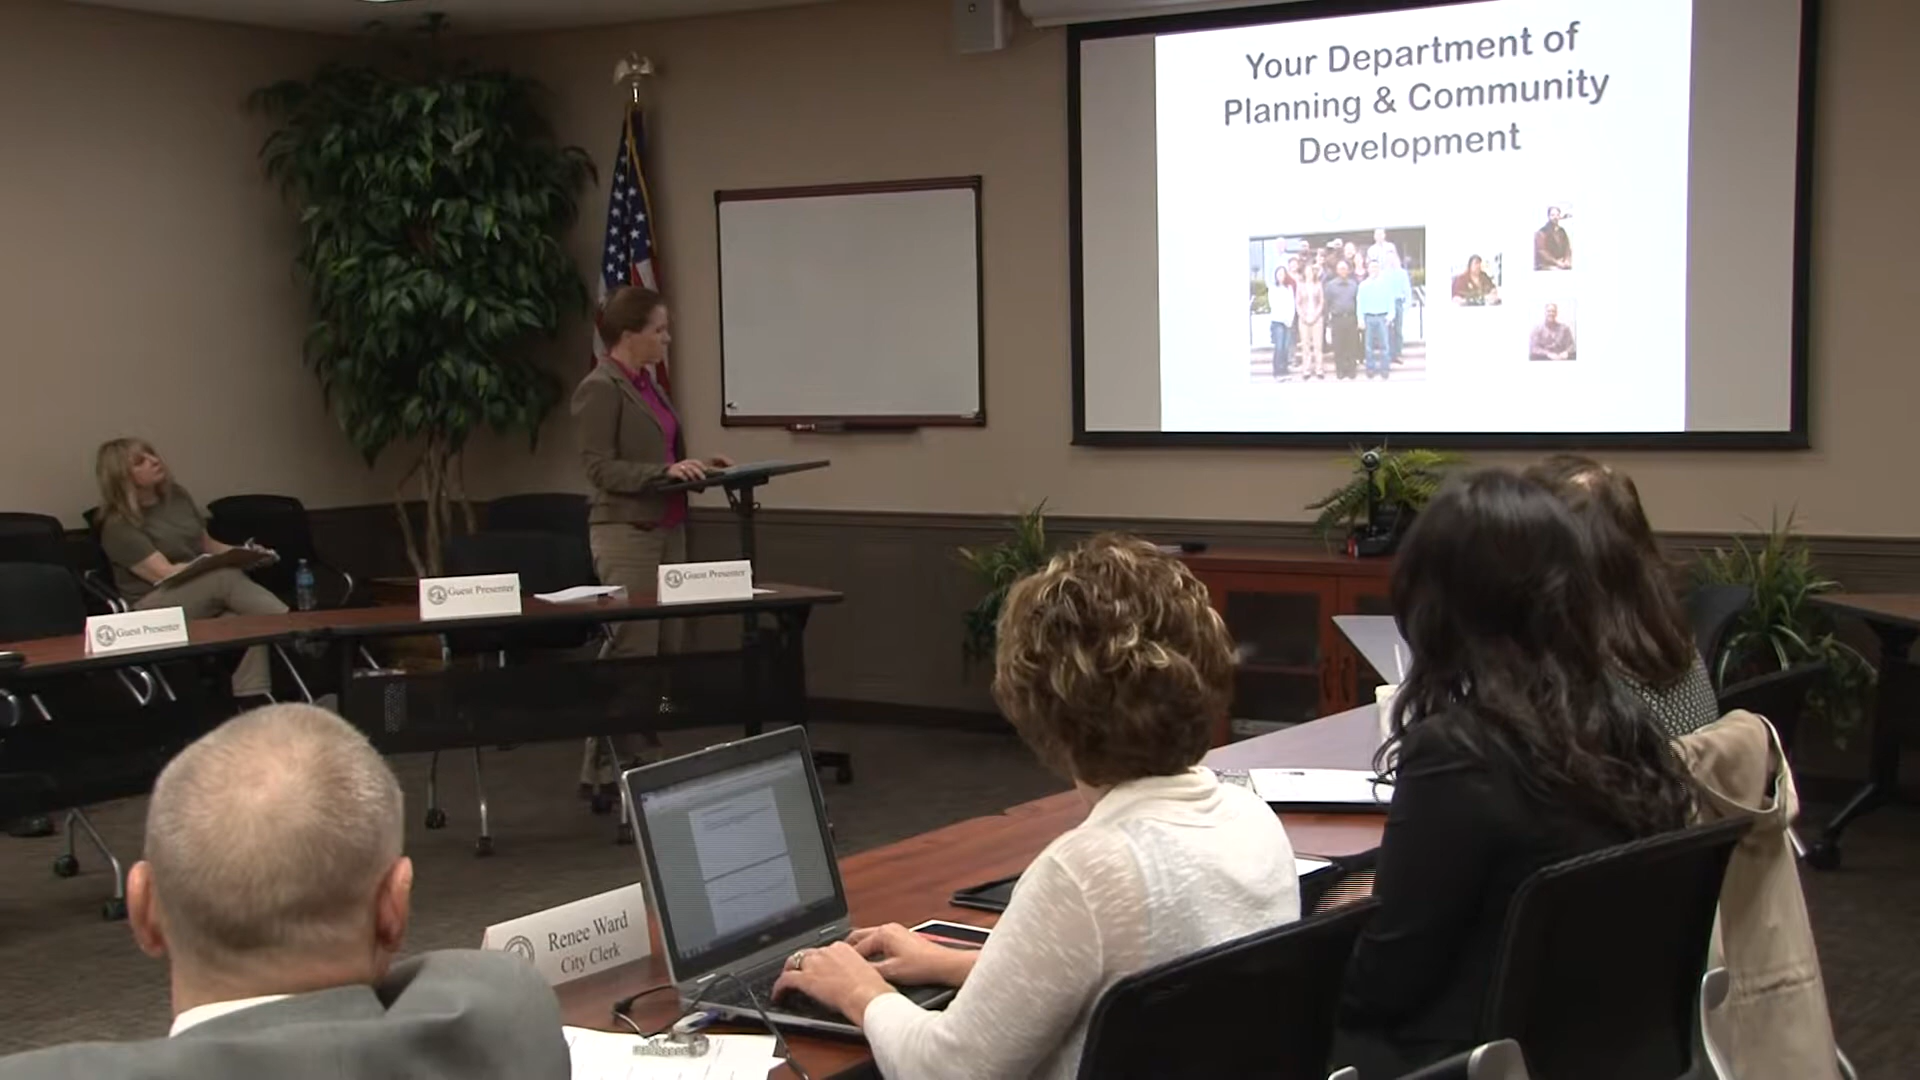 Your Department of
Planning & Community
Development
Guest Presenter
Guest Presenter
Guest Presenter
Renee Ward
City Clerk